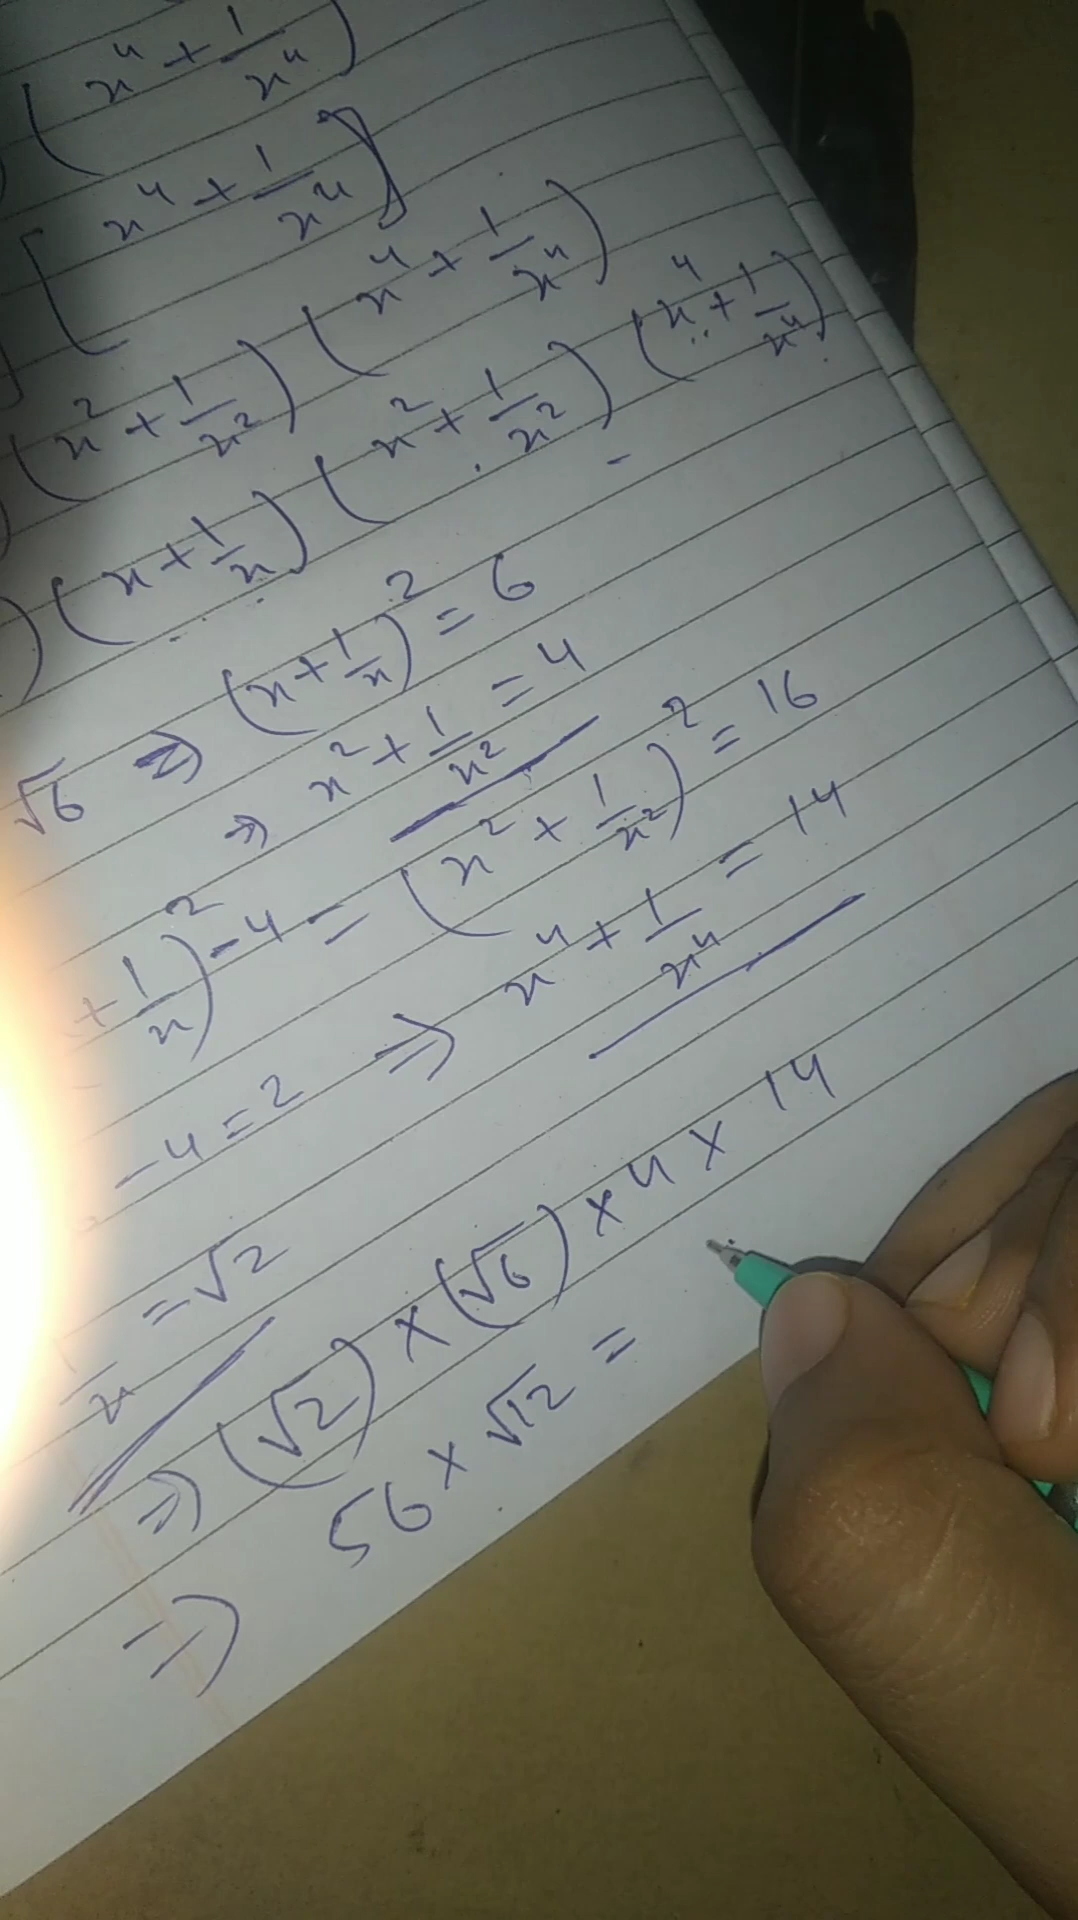 (x⁴ + 1/x⁴)
[x⁴ + 1/x⁴]
(x² + 1/x²) (x⁴ + 1/x⁴)
) (x + 1/x) (x² + 1/x²) (x⁴ + 1/x⁴)
√6 ⇒ (x + 1/x)² = 6
⇒ x² + 1/x² = 4
+ 1/x)² - 4 = (x² + 1/x²)² = 16
- 4 = 2 ⇒ x⁴ + 1/x⁴ = 14
1/x = √2
⇒ (√2) × (√6) × 4 × 14
⇒ 56 × √12 =